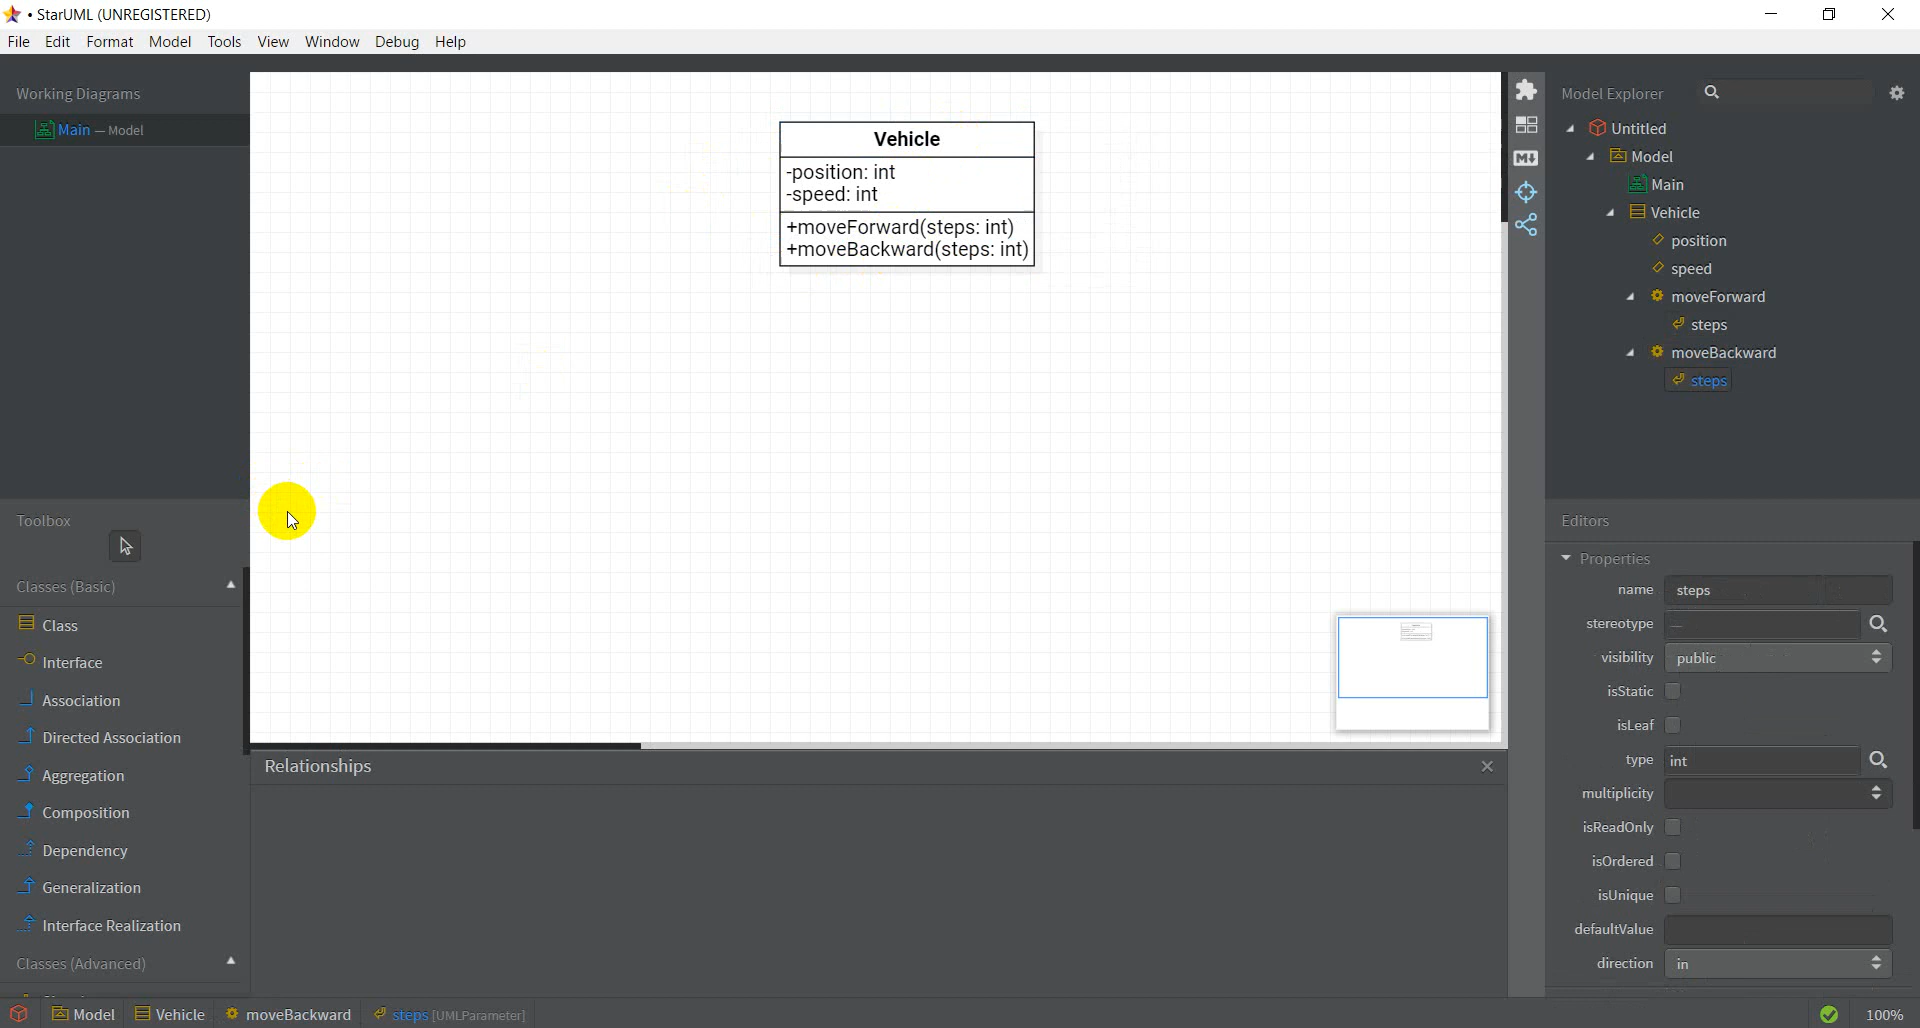 • StarUML (UNREGISTERED)
File Edit Format Model Tools View Window Debug Help
Working Diagrams
Main — Model
Toolbox
Classes (Basic)
Class
Interface
Association
Directed Association
Aggregation
Composition
Dependency
Generalization
Interface Realization
Classes (Advanced)
Vehicle
-position: int
-speed: int
+moveForward(steps: int)
+moveBackward(steps: int)
Relationships
M
Model Explorer
Untitled
Model
Main
Vehicle
position
speed
moveForward
steps
moveBackward
steps
Editors
Properties
name steps
stereotype —
visibility public
isStatic
isLeaf
type int
multiplicity
isReadOnly
isOrdered
isUnique
defaultValue
direction in
Model Vehicle moveBackward steps [UMLParameter]
100%